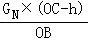 G_N × (OC-h)
OB